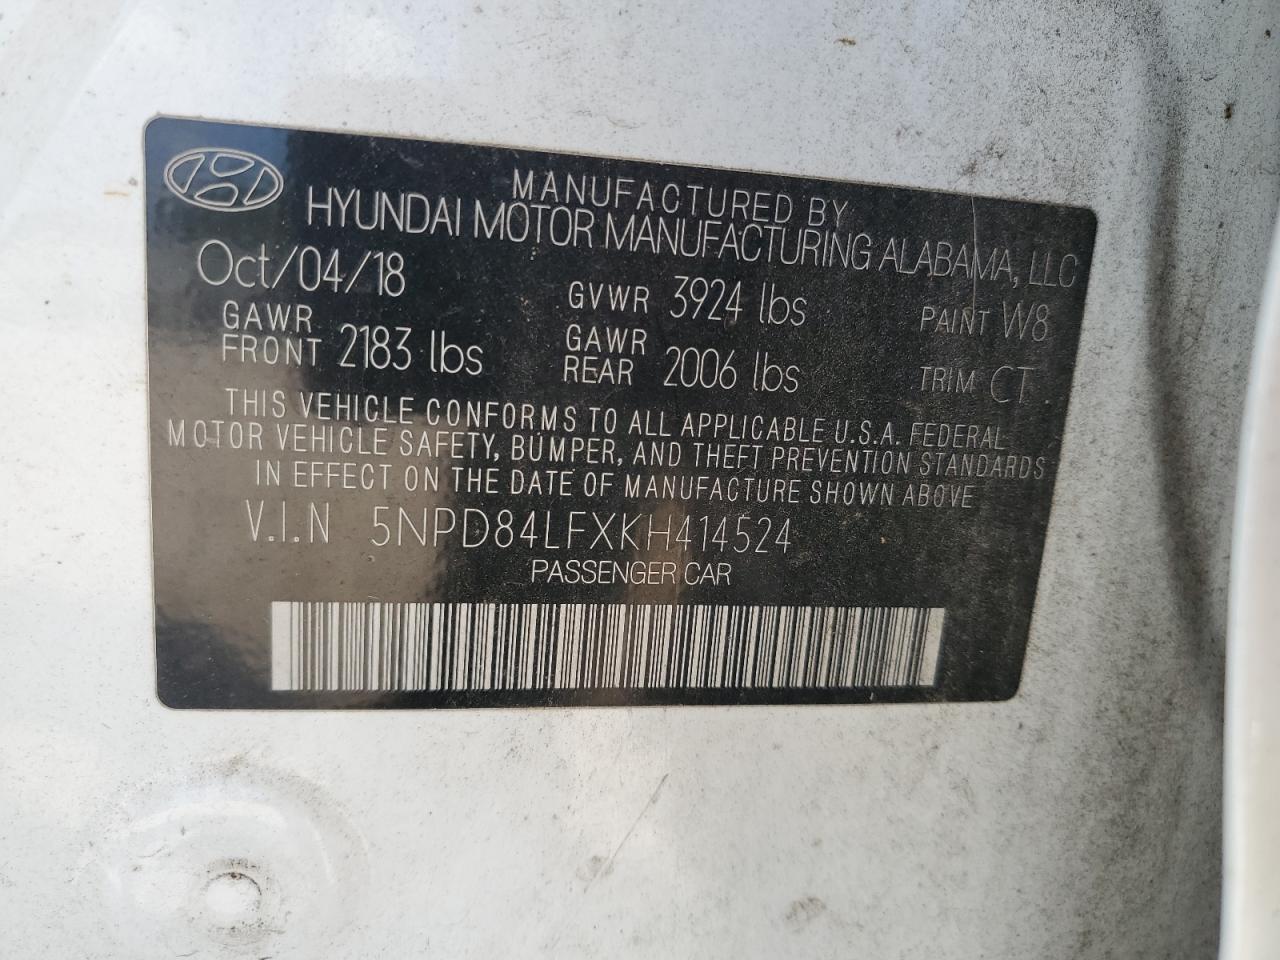 MANUFACTURED BY
HYUNDAI MOTOR MANUFACTURING ALABAMA, LLC
Oct/04/18 GVWR 3924 lbs PAINT W8
GAWR FRONT 2183 lbs GAWR REAR 2006 lbs TRIM CT
THIS VEHICLE CONFORMS TO ALL APPLICABLE U.S.A. FEDERAL
MOTOR VEHICLE SAFETY, BUMPER, AND THEFT PREVENTION STANDARDS
IN EFFECT ON THE DATE OF MANUFACTURE SHOWN ABOVE
V.I.N 5NPD84LFXKH414524
PASSENGER CAR